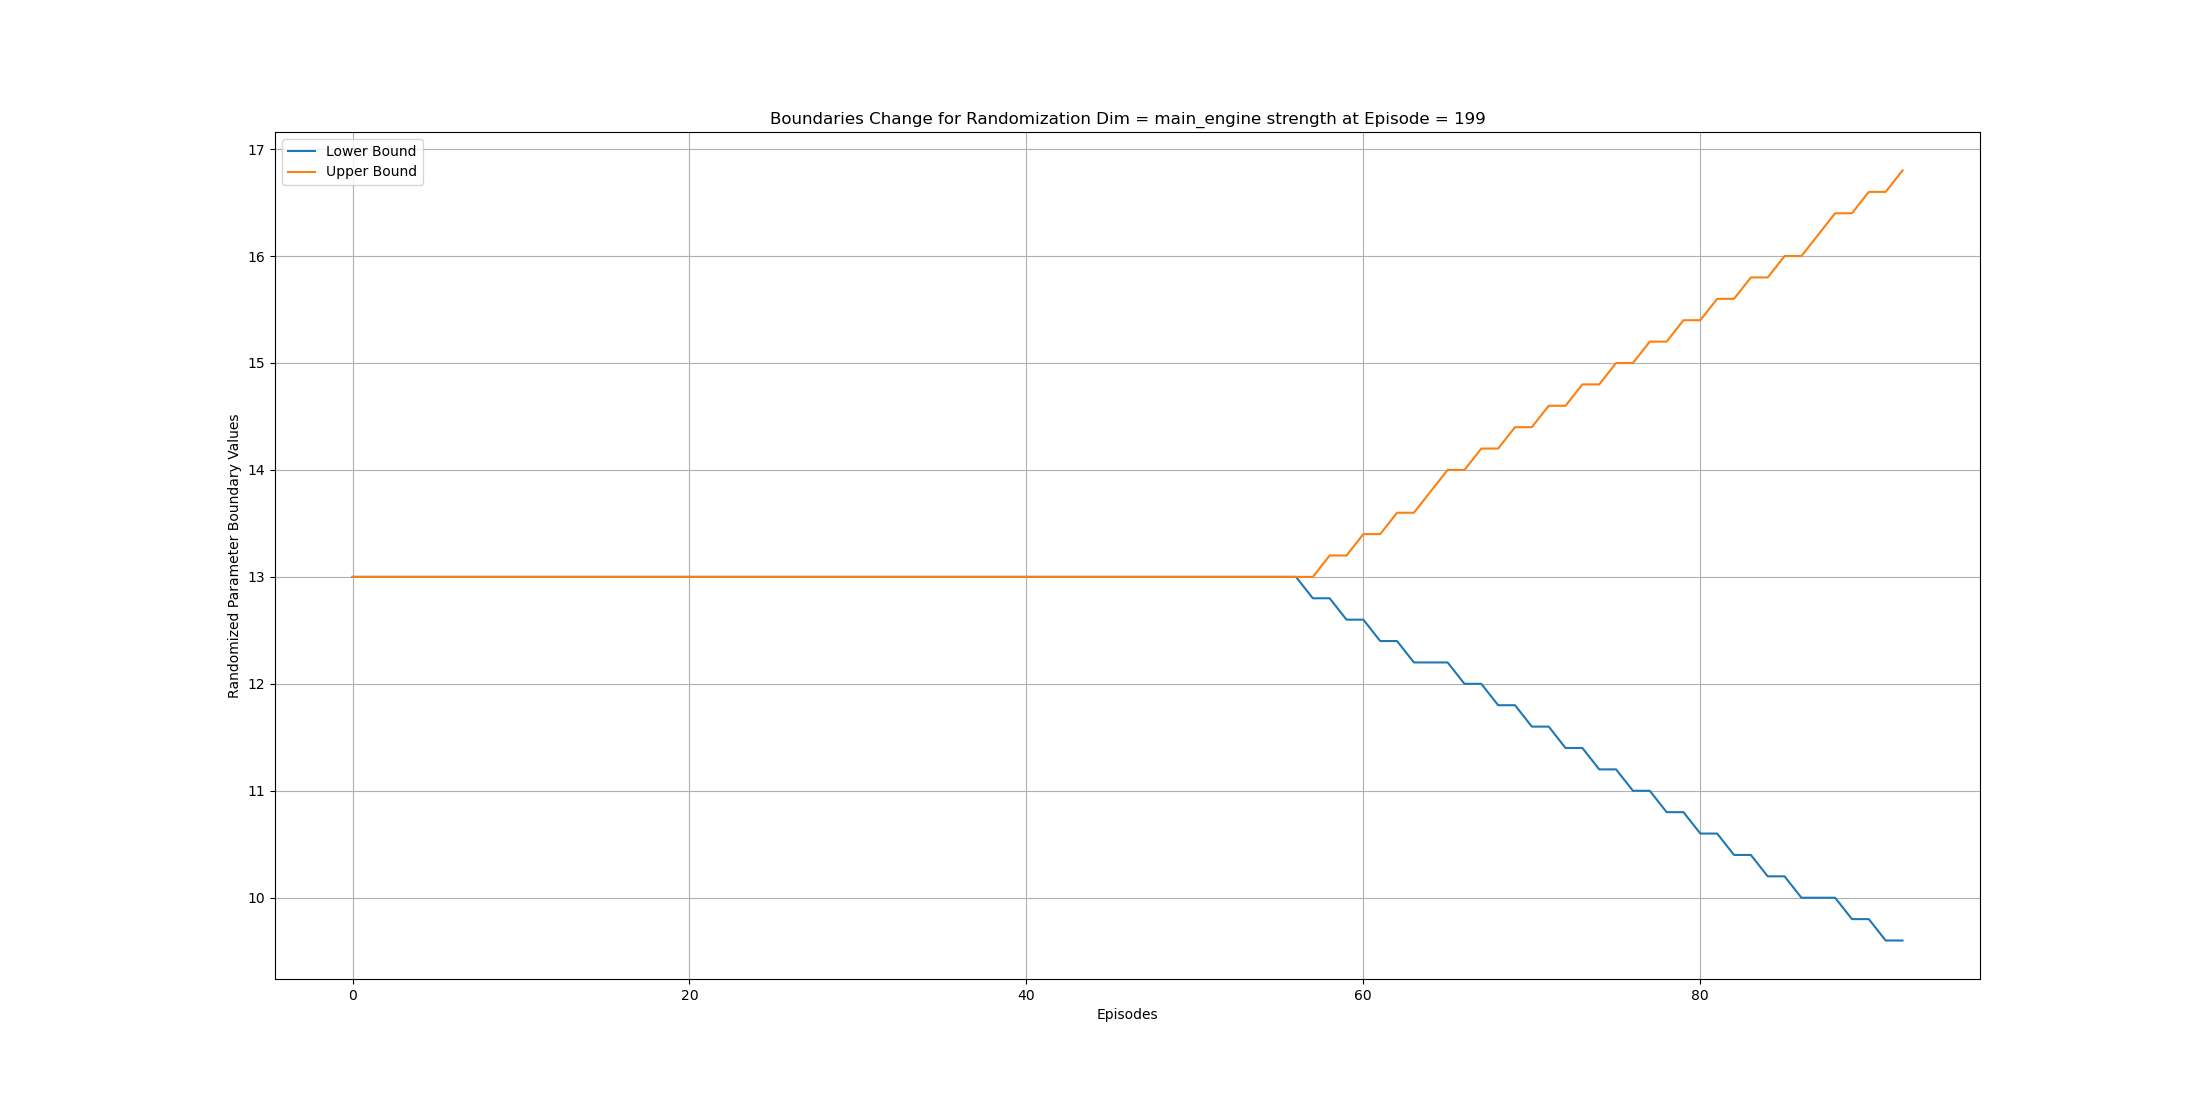 Boundaries Change for Randomization Dim = main_engine strength at Episode = 199
Lower Bound
Upper Bound
Randomized Parameter Boundary Values
17
16
15
14
13
12
11
10
0
20
40
60
80
Episodes